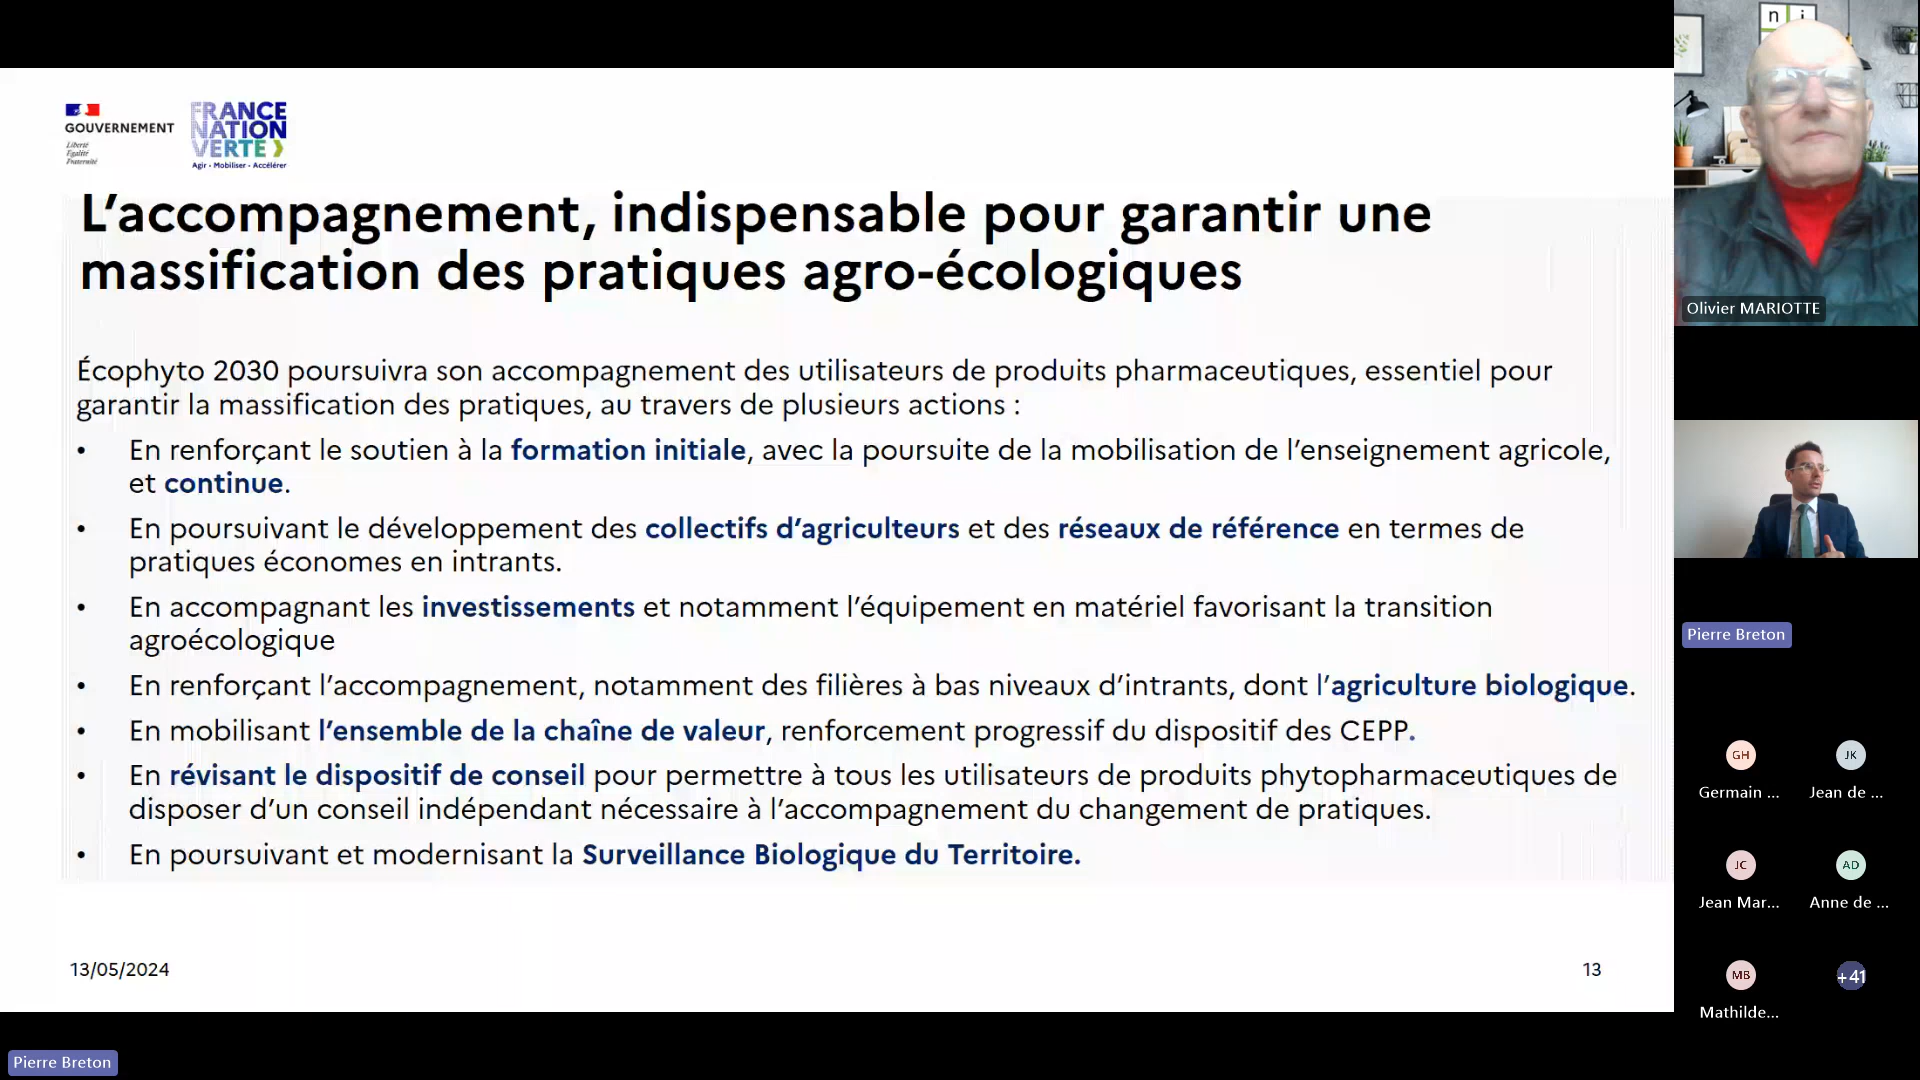 GOUVERNEMENT
Liberté
Égalité
Fraternité
FRANCE
NATION
VERTE
Agir • Mobiliser • Accélérer
L’accompagnement, indispensable pour garantir une
massification des pratiques agro-écologiques
Écophyto 2030 poursuivra son accompagnement des utilisateurs de produits pharmaceutiques, essentiel pour
garantir la massification des pratiques, au travers de plusieurs actions :
• En renforçant le soutien à la formation initiale, avec la poursuite de la mobilisation de l’enseignement agricole,
et continue.
• En poursuivant le développement des collectifs d’agriculteurs et des réseaux de référence en termes de
pratiques économes en intrants.
• En accompagnant les investissements et notamment l’équipement en matériel favorisant la transition
agroécologique
• En renforçant l’accompagnement, notamment des filières à bas niveaux d’intrants, dont l’agriculture biologique.
• En mobilisant l’ensemble de la chaîne de valeur, renforcement progressif du dispositif des CEPP.
• En révisant le dispositif de conseil pour permettre à tous les utilisateurs de produits phytopharmaceutiques de
disposer d’un conseil indépendant nécessaire à l’accompagnement du changement de pratiques.
• En poursuivant et modernisant la Surveillance Biologique du Territoire.
13/05/2024
13
Pierre Breton
n i
Olivier MARIOTTE
Pierre Breton
GH
JK
Germain ...
Jean de ...
JC
AD
Jean Mar...
Anne de ...
MB
+41
Mathilde...